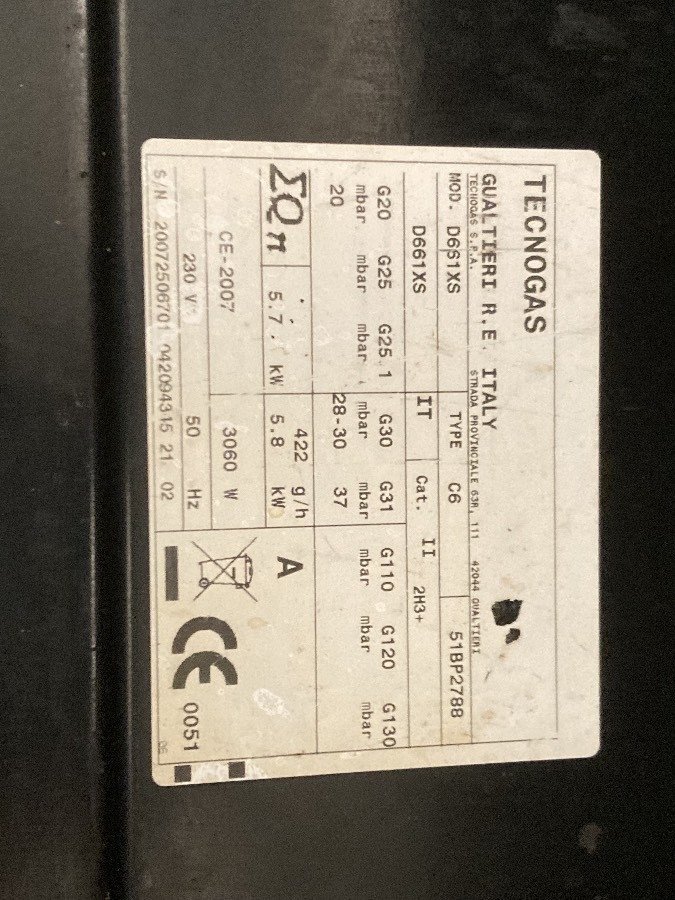 TECNOGAS
GUALTIERI R.E. ITALY
TECNOGAS S.P.A. STRADA PROVINCIALE 63R, 111 42044 GUALTIERI
MOD. D661XS TYPE C6 51BP2788
D661XS IT Cat. II 2H3+
G20 G25 G25.1 G30 G31 G110 G120 G130
mbar mbar mbar mbar mbar mbar mbar mbar
20 28-30 37
422 g/h
ΣQn 5.7 kW 5.8 kW A
CE-2007 3060 W
230 V 50 Hz CE 0051
S/N 20072506701 042094315 21 02